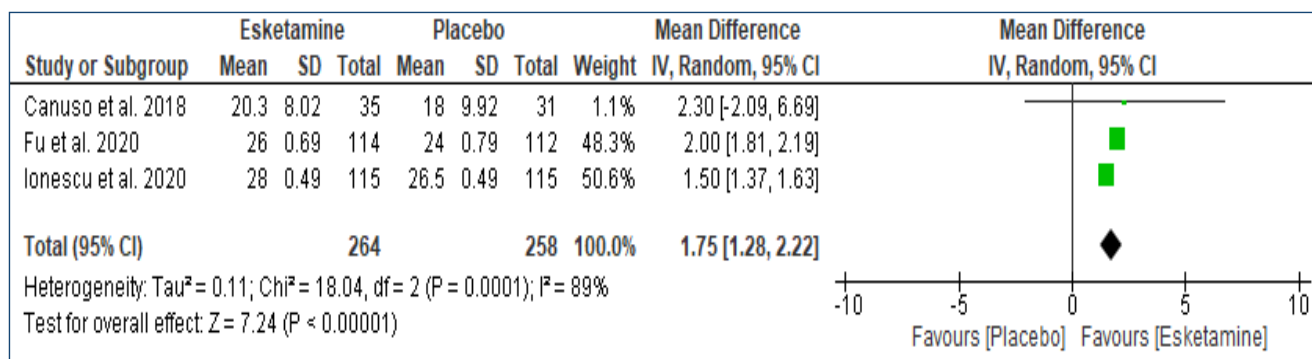 Esketamine Placebo Mean Difference Mean Difference
Study or Subgroup Mean SD Total Mean SD Total Weight IV, Random, 95% CI IV, Random, 95% CI
Canuso et al. 2018 20.3 8.02 35 18 9.92 31 1.1% 2.30 [-2.09, 6.69]
Fu et al. 2020 26 0.69 114 24 0.79 112 48.3% 2.00 [1.81, 2.19]
Ionescu et al. 2020 28 0.49 115 26.5 0.49 115 50.6% 1.50 [1.37, 1.63]
Total (95% CI) 264 258 100.0% 1.75 [1.28, 2.22]
Heterogeneity: Tau² = 0.11; Chi² = 18.04, df = 2 (P = 0.0001); I² = 89%
Test for overall effect: Z = 7.24 (P < 0.00001)
-10 -5 0 5 10
Favours [Placebo] Favours [Esketamine]